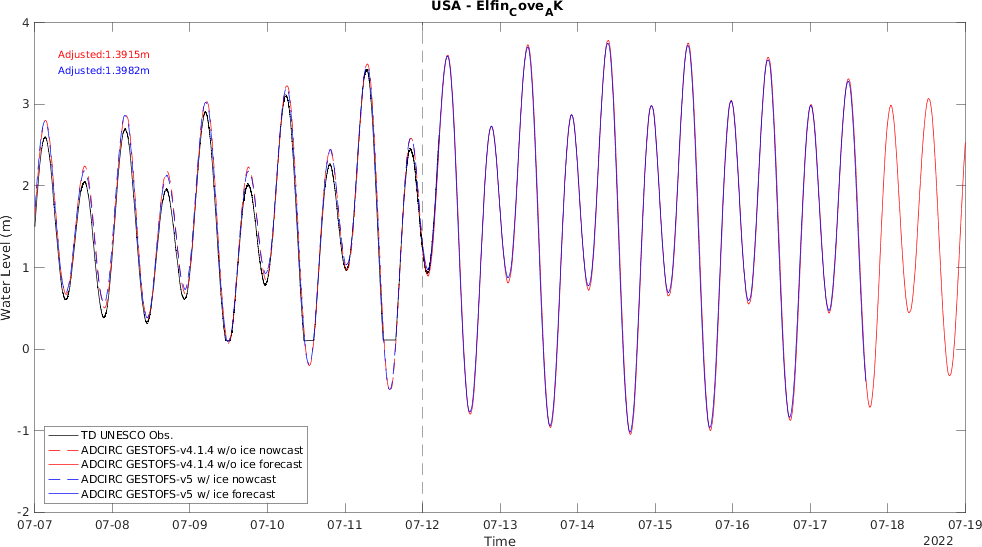 USA - Elfin_Cove_AK
Adjusted:1.3915m
Adjusted:1.3982m
4
3
2
1
0
-1
-2
Water Level (m)
TD UNESCO Obs.
ADCIRC GESTOFS-v4.1.4 w/o ice nowcast
ADCIRC GESTOFS-v4.1.4 w/o ice forecast
ADCIRC GESTOFS-v5 w/ ice nowcast
ADCIRC GESTOFS-v5 w/ ice forecast
07-07 07-08 07-09 07-10 07-11 07-12 07-13 07-14 07-15 07-16 07-17 07-18 07-19
Time
2022